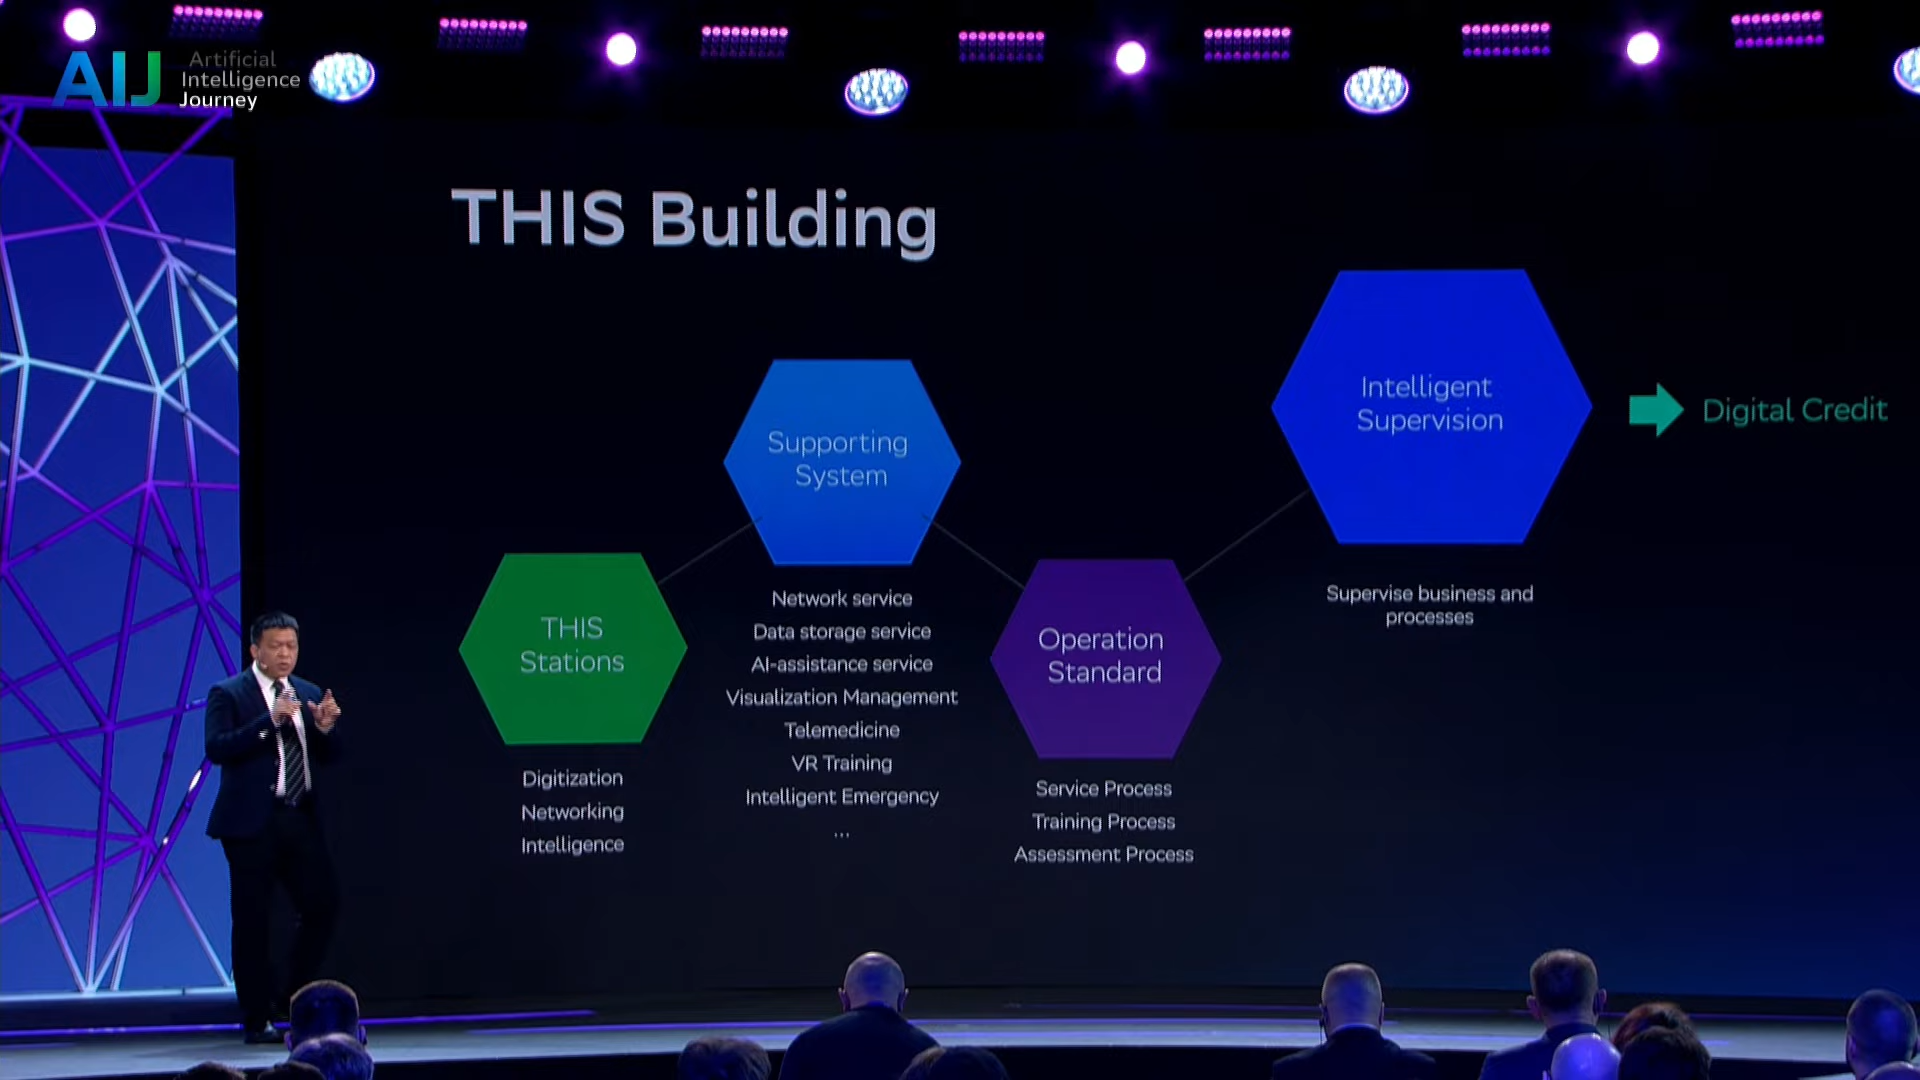 AIJ
Artificial
Intelligence
Journey
THIS Building
THIS
Stations
Digitization
Networking
Intelligence
Supporting
System
Network service
Data storage service
AI-assistance service
Visualization Management
Telemedicine
VR Training
Intelligent Emergency
...
Operation
Standard
Service Process
Training Process
Assessment Process
Intelligent
Supervision
Supervise business and
processes
Digital Credit